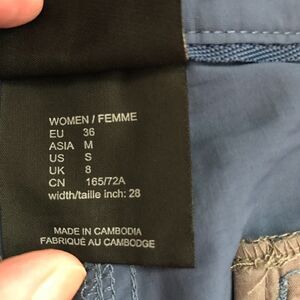 WOMEN / FEMME
EU 36
ASIA M
US S
UK 8
CN 165/72A
width/taille inch: 28
MADE IN CAMBODIA
FABRIQUÉ AU CAMBODGE